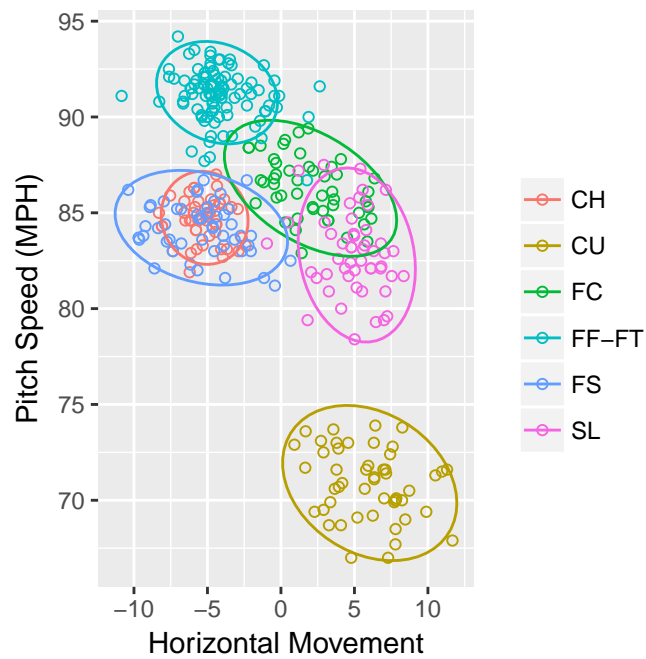 95
90
85
80
75
70
−10
−5
0
5
10
Pitch Speed (MPH)
Horizontal Movement
CH
CU
FC
FF−FT
FS
SL